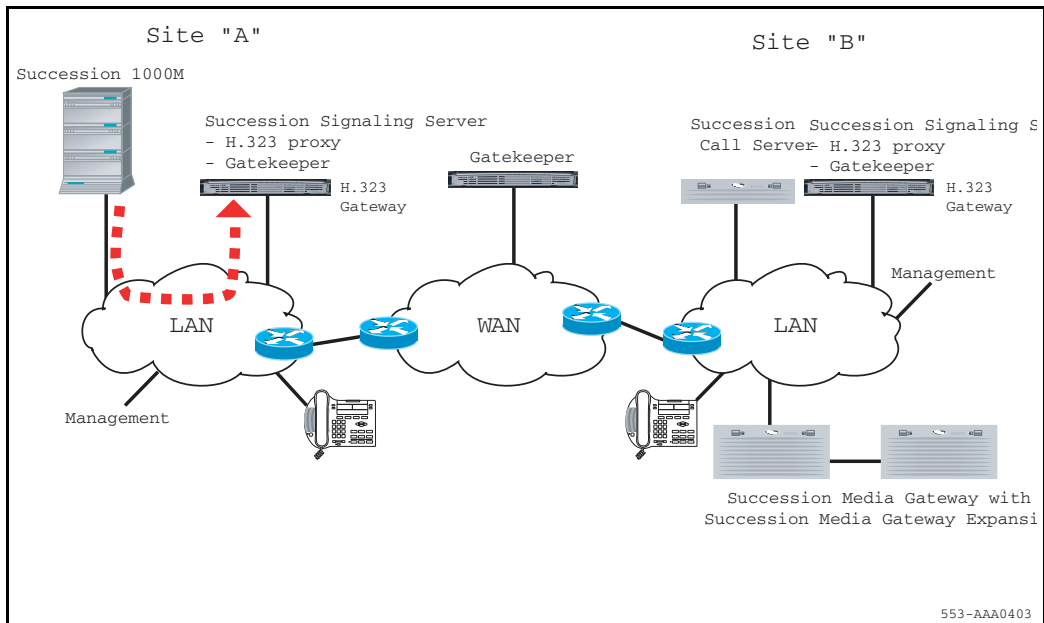 Site "A"
Site "B"
Succession 1000M
Succession Signaling Server
- H.323 proxy
- Gatekeeper
H.323
Gateway
Gatekeeper
Succession
Call Server
Succession Signaling S
- H.323 proxy
- Gatekeeper
H.323
Gateway
Management
LAN
WAN
LAN
Management
Succession Media Gateway with
Succession Media Gateway Expansi
553-AAA0403